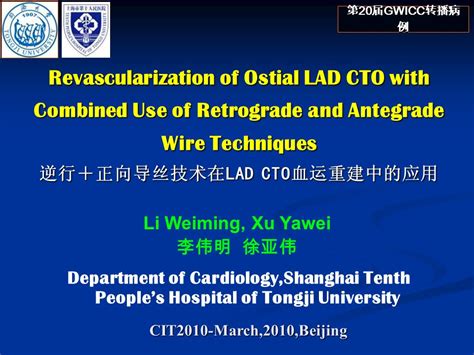 1907
TONGJI UNIVERSITY
第20届GWICC转播病
例
Revascularization of Ostial LAD CTO with
Combined Use of Retrograde and Antegrade
Wire Techniques
逆行＋正向导丝技术在LAD CTO血运重建中的应用
Li Weiming, Xu Yawei
李伟明 徐亚伟
Department of Cardiology,Shanghai Tenth
People's Hospital of Tongji University
CIT2010-March,2010,Beijing